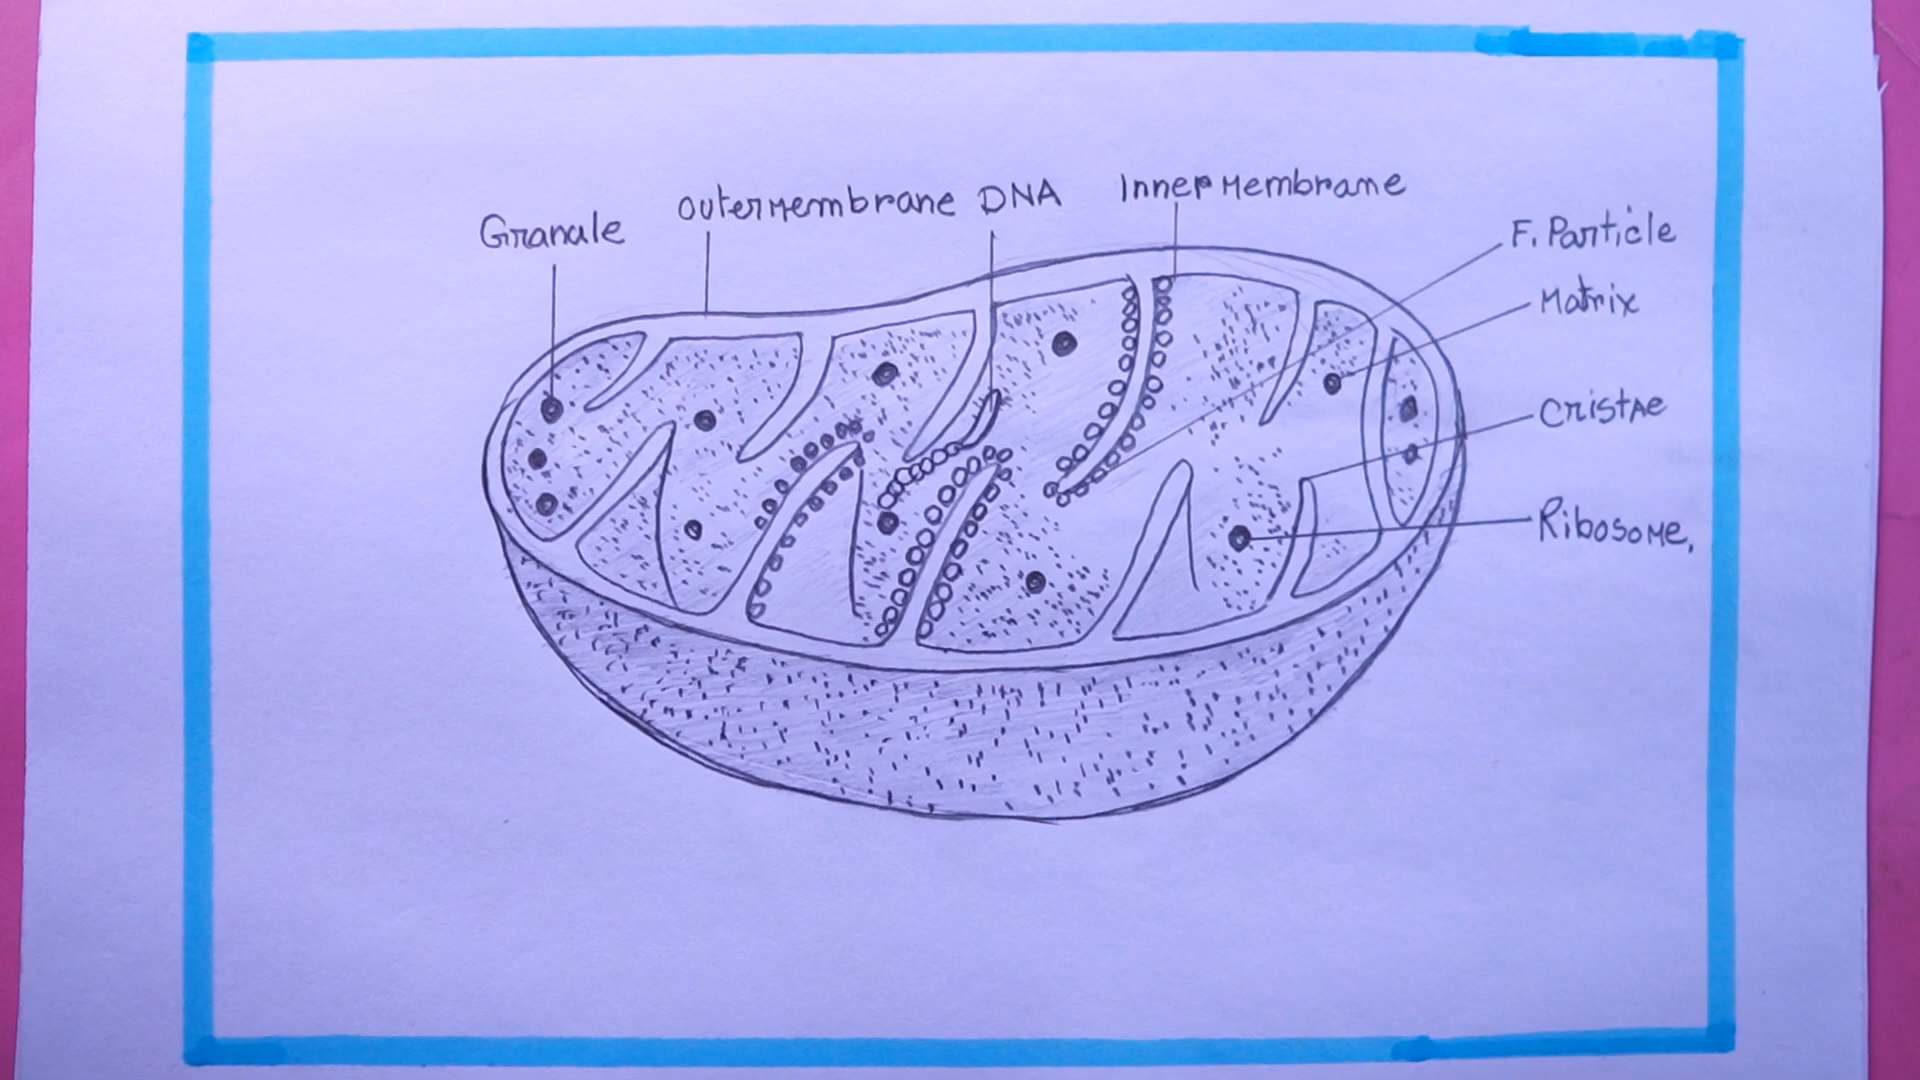 Granule
Outermembrane
DNA
Inner Membrane
F. Particle
Matrix
Cristae
Ribosome,